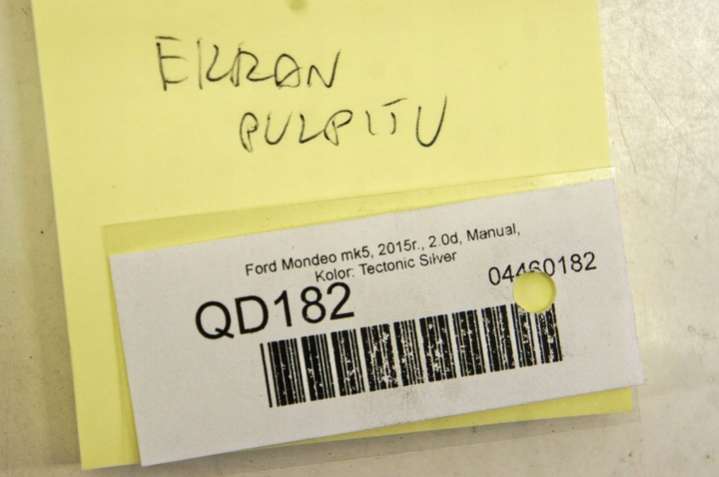 EKRAN
PULPITU
Ford Mondeo mk5, 2015r., 2.0d, Manual,
Kolor: Tectonic Silver
QD182
04460182